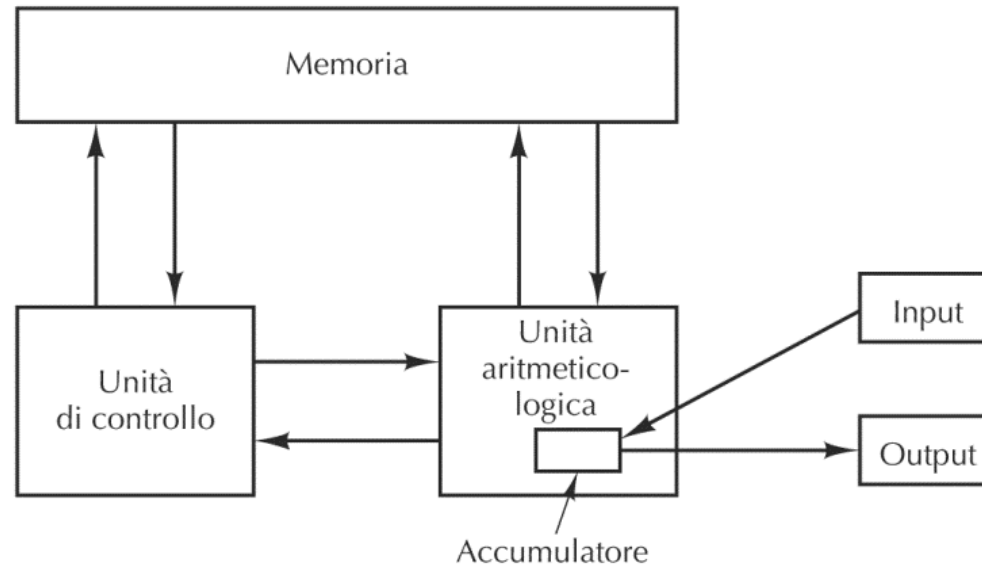 Memoria
Unità
di controllo
Unità
aritmetico-
logica
Input
Output
Accumulatore